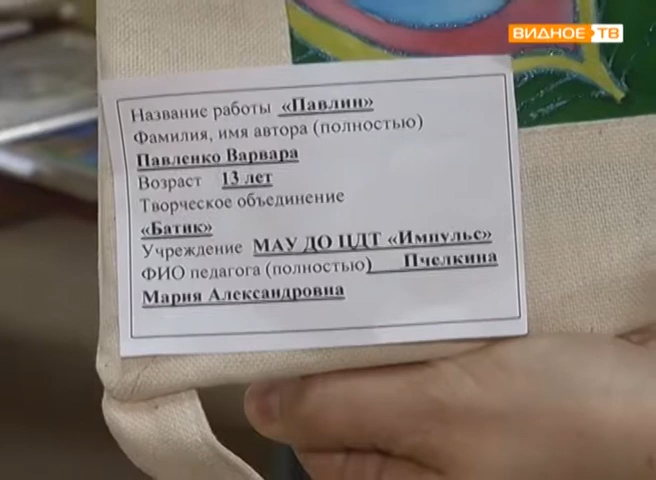 ВИДНОЕ ТВ
Название работы «Павлин»
Фамилия, имя автора (полностью)
Павленко Варвара
Возраст 13 лет
Творческое объединение
«Батик»
Учреждение МАУ ДО ЦДТ «Импульс»
ФИО педагога (полностью) Пчелкина
Мария Александровна